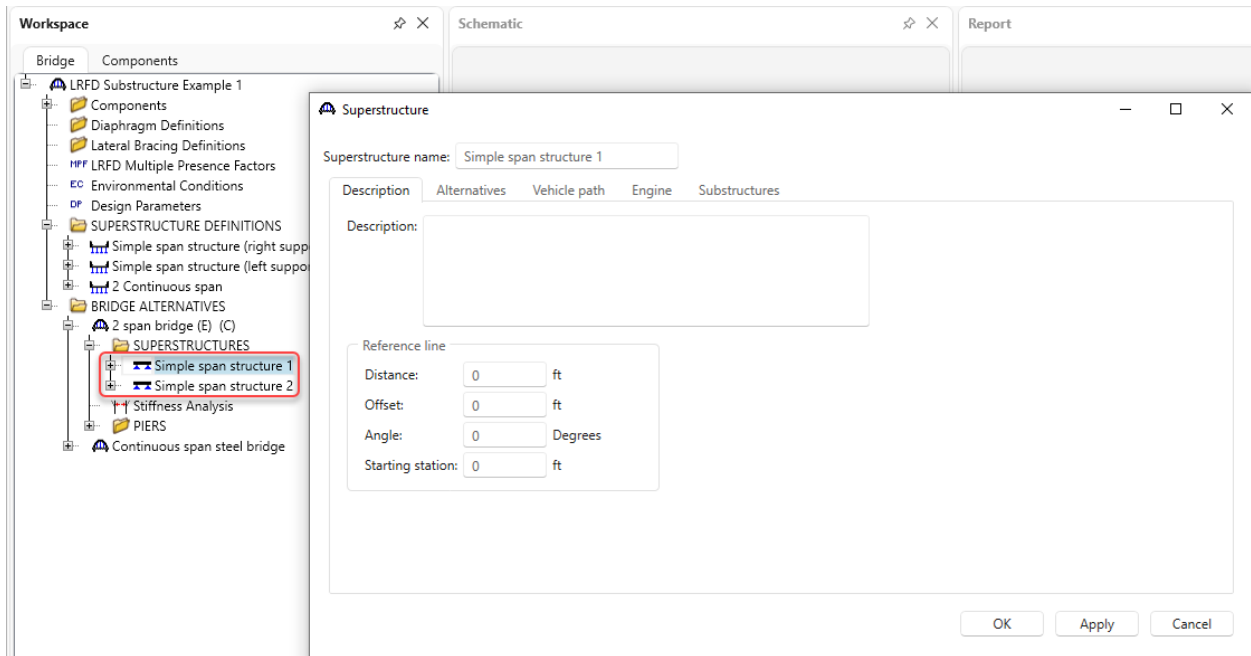 Workspace
Schematic
Report
Bridge Components
LRFD Substructure Example 1
Components
Diaphragm Definitions
Lateral Bracing Definitions
MPF LRFD Multiple Presence Factors
EC Environmental Conditions
DP Design Parameters
SUPERSTRUCTURE DEFINITIONS
Simple span structure (right supp
Simple span structure (left suppo
2 Continuous span
BRIDGE ALTERNATIVES
2 span bridge (E) (C)
SUPERSTRUCTURES
Simple span structure 1
Simple span structure 2
Stiffness Analysis
PIERS
Continuous span steel bridge
Superstructure
Superstructure name: Simple span structure 1
Description Alternatives Vehicle path Engine Substructures
Description:
Reference line
Distance: 0 ft
Offset: 0 ft
Angle: 0 Degrees
Starting station: 0 ft
OK Apply Cancel